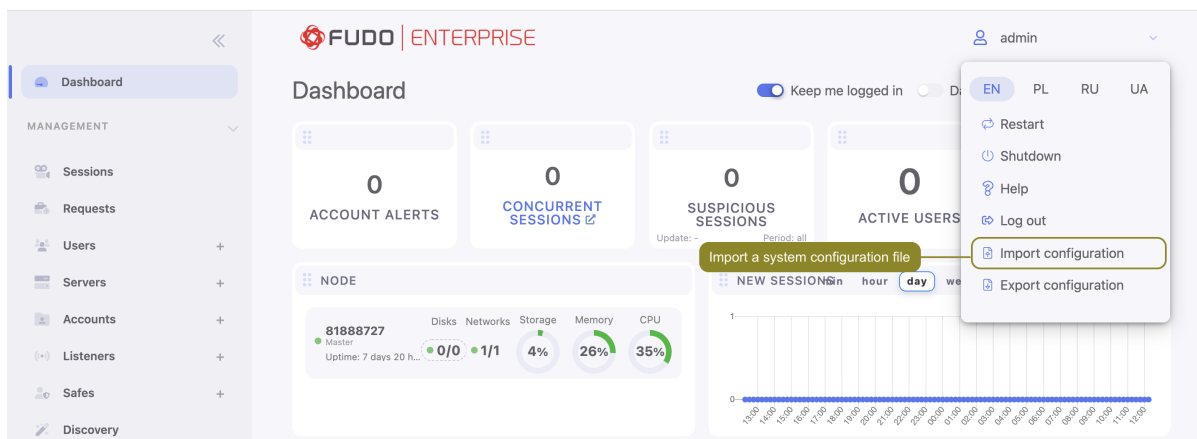 FUDO ENTERPRISE
admin
Dashboard
MANAGEMENT
Sessions
Requests
Users +
Servers +
Accounts +
Listeners +
Safes +
Discovery
Dashboard
Keep me logged in
Da
EN PL RU UA
Restart
Shutdown
Help
Log out
Import configuration
Export configuration
Import a system configuration file
0
ACCOUNT ALERTS
0
CONCURRENT
SESSIONS
0
SUSPICIOUS
SESSIONS
Update: - Period: all
0
ACTIVE USERS
NODE
81888727
Master
Uptime: 7 days 20 h...
Disks Networks Storage Memory CPU
0/0 1/1 4% 26% 35%
NEW SESSIONS
min hour day we
1
0
13:00 14:00 15:00 16:00 17:00 18:00 19:00 20:00 21:00 22:00 23:00 00:00 01:00 02:00 03:00 04:00 05:00 06:00 07:00 08:00 09:00 10:00 11:00 12:00